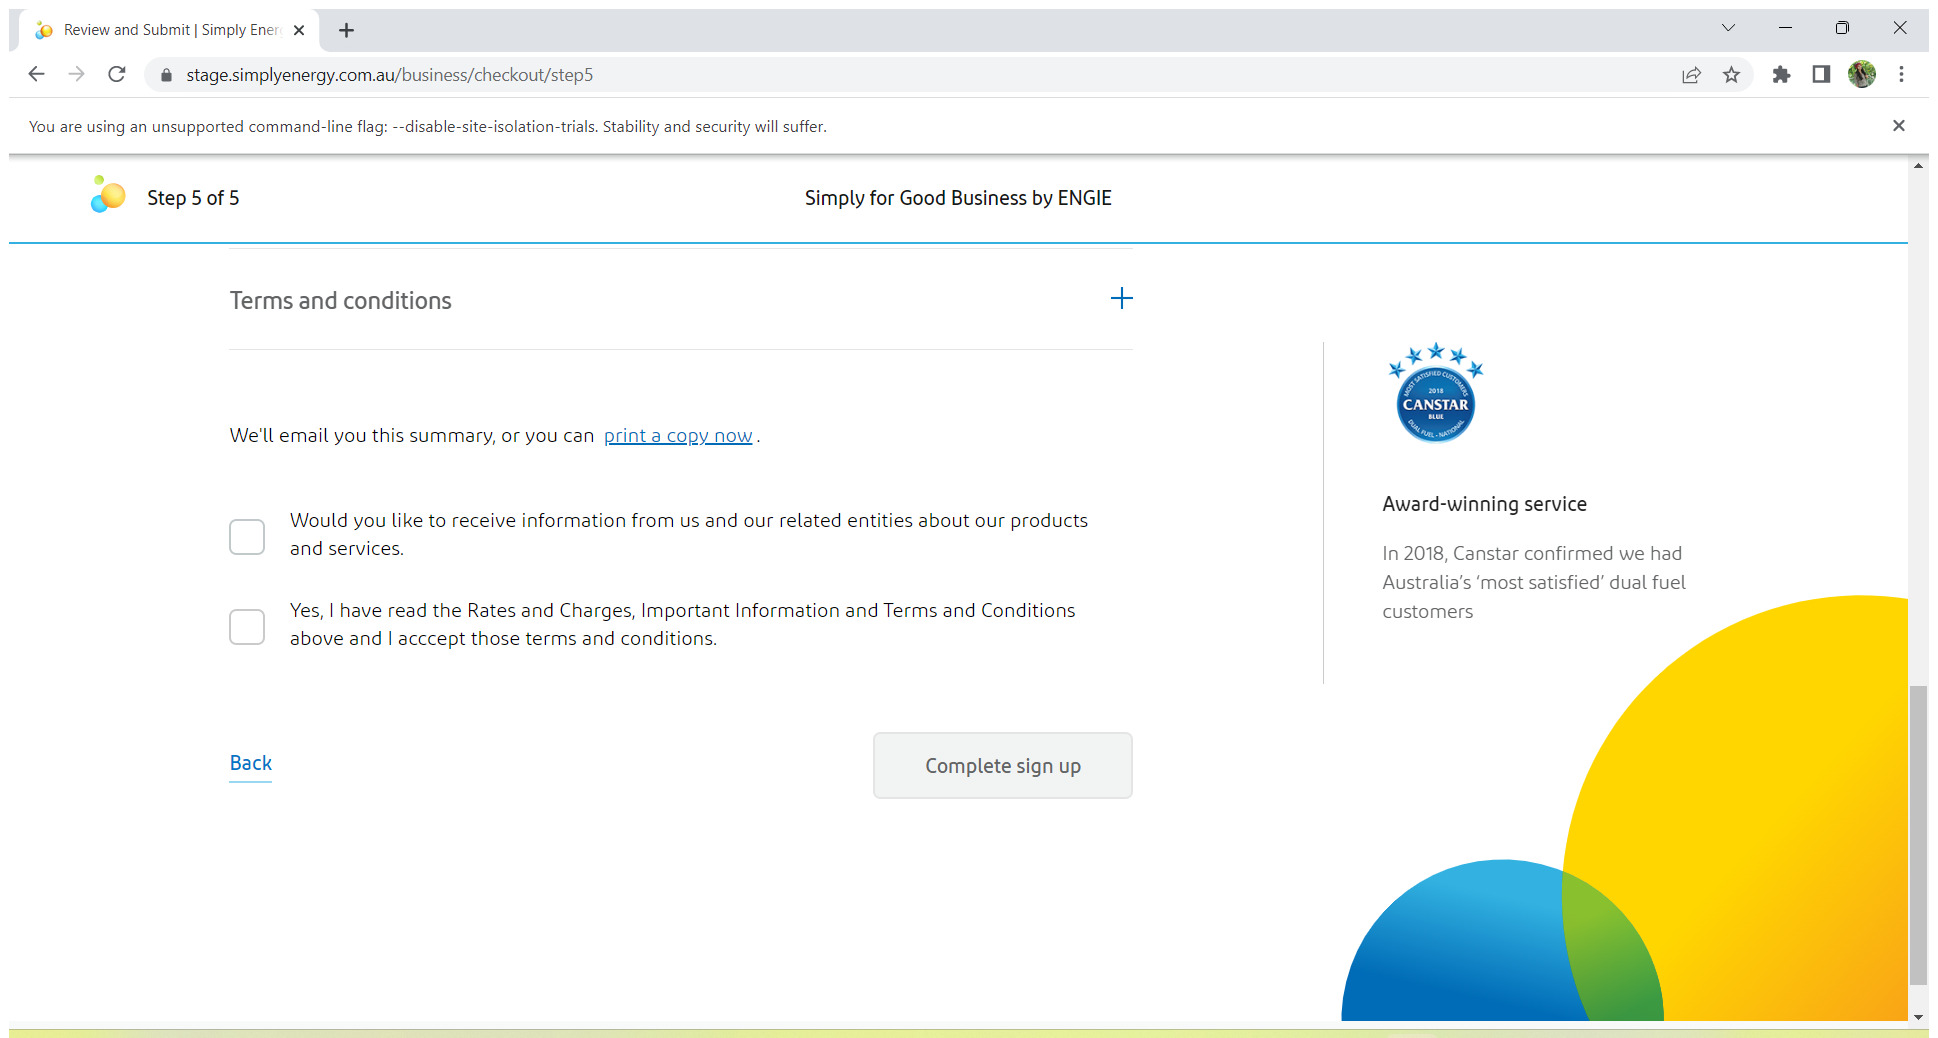 Review and Submit | Simply Ener
stage.simplyenergy.com.au/business/checkout/step5
You are using an unsupported command-line flag: --disable-site-isolation-trials. Stability and security will suffer.
Step 5 of 5
Simply for Good Business by ENGIE
Terms and conditions
We'll email you this summary, or you can print a copy now .
Would you like to receive information from us and our related entities about our products
and services.
Yes, I have read the Rates and Charges, Important Information and Terms and Conditions
above and I acccept those terms and conditions.
Back
Complete sign up
MOST SATISFIED CUSTOMERS
2018
CANSTAR
BLUE
DUAL FUEL - NATIONAL
Award-winning service
In 2018, Canstar confirmed we had
Australia’s ‘most satisfied’ dual fuel
customers